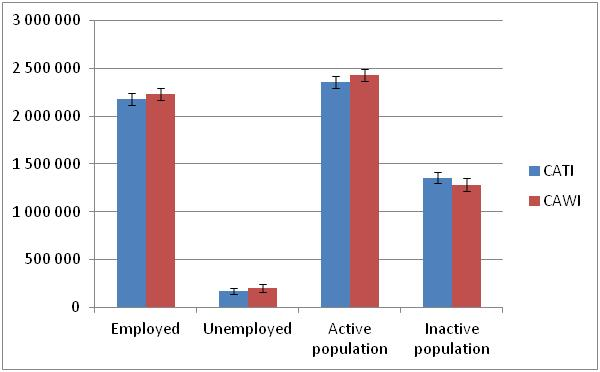 3 000 000
2 500 000
2 000 000
1 500 000
1 000 000
500 000
0
Employed
Unemployed
Active
population
Inactive
population
CATI
CAWI